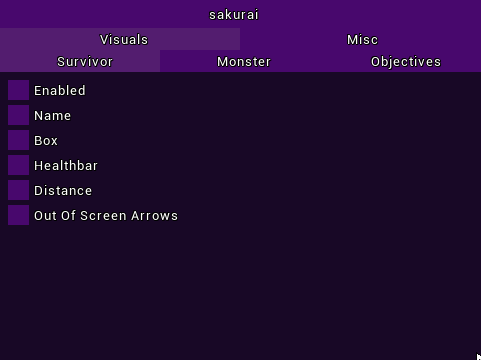 sakurai
Visuals Misc
Survivor Monster Objectives
Enabled
Name
Box
Healthbar
Distance
Out Of Screen Arrows